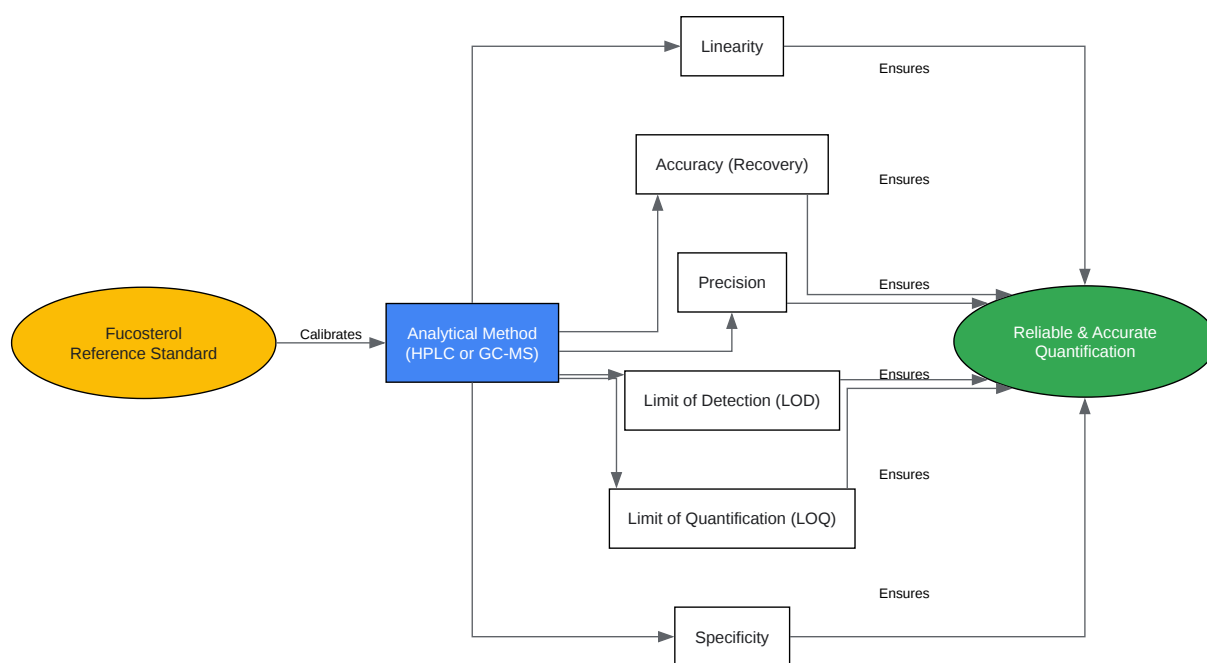 Linearity
Ensures
Accuracy (Recovery)
Ensures
Precision
Ensures
Fucosterol
Reference Standard
Calibrates
Analytical Method
(HPLC or GC-MS)
Reliable & Accurate
Quantification
Limit of Detection (LOD)
Ensures
Limit of Quantification (LOQ)
Ensures
Specificity
Ensures